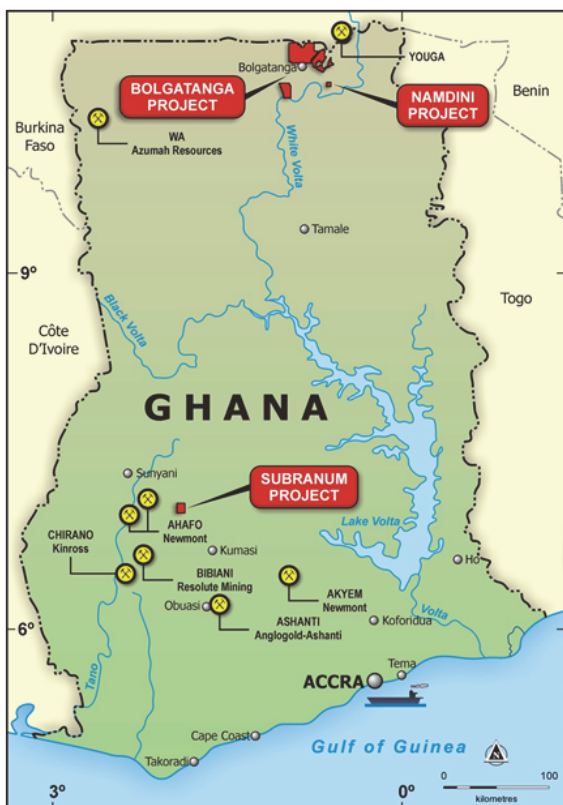 YOUGA
Bolgatanga
BOLGATANGA
PROJECT
NAMDINI
PROJECT
Benin
Burkina
Faso
WA
Azumah Resources
White Volta
Tamale
9°
Black Volta
Togo
Côte
D'Ivoire
GHANA
Sunyani
SUBRANUM
PROJECT
AHAFO
Newmont
Lake Volta
CHIRANO
Kinross
Kumasi
Ho
BIBIANI
Resolute Mining
AKYEM
Newmont
Obuasi
ASHANTI
Anglogold-Ashanti
Koforidua
Volta
6°
Tano
Tema
ACCRA
Cape Coast
Gulf of Guinea
N
Takoradi
0 100
kilometres
3°
0°